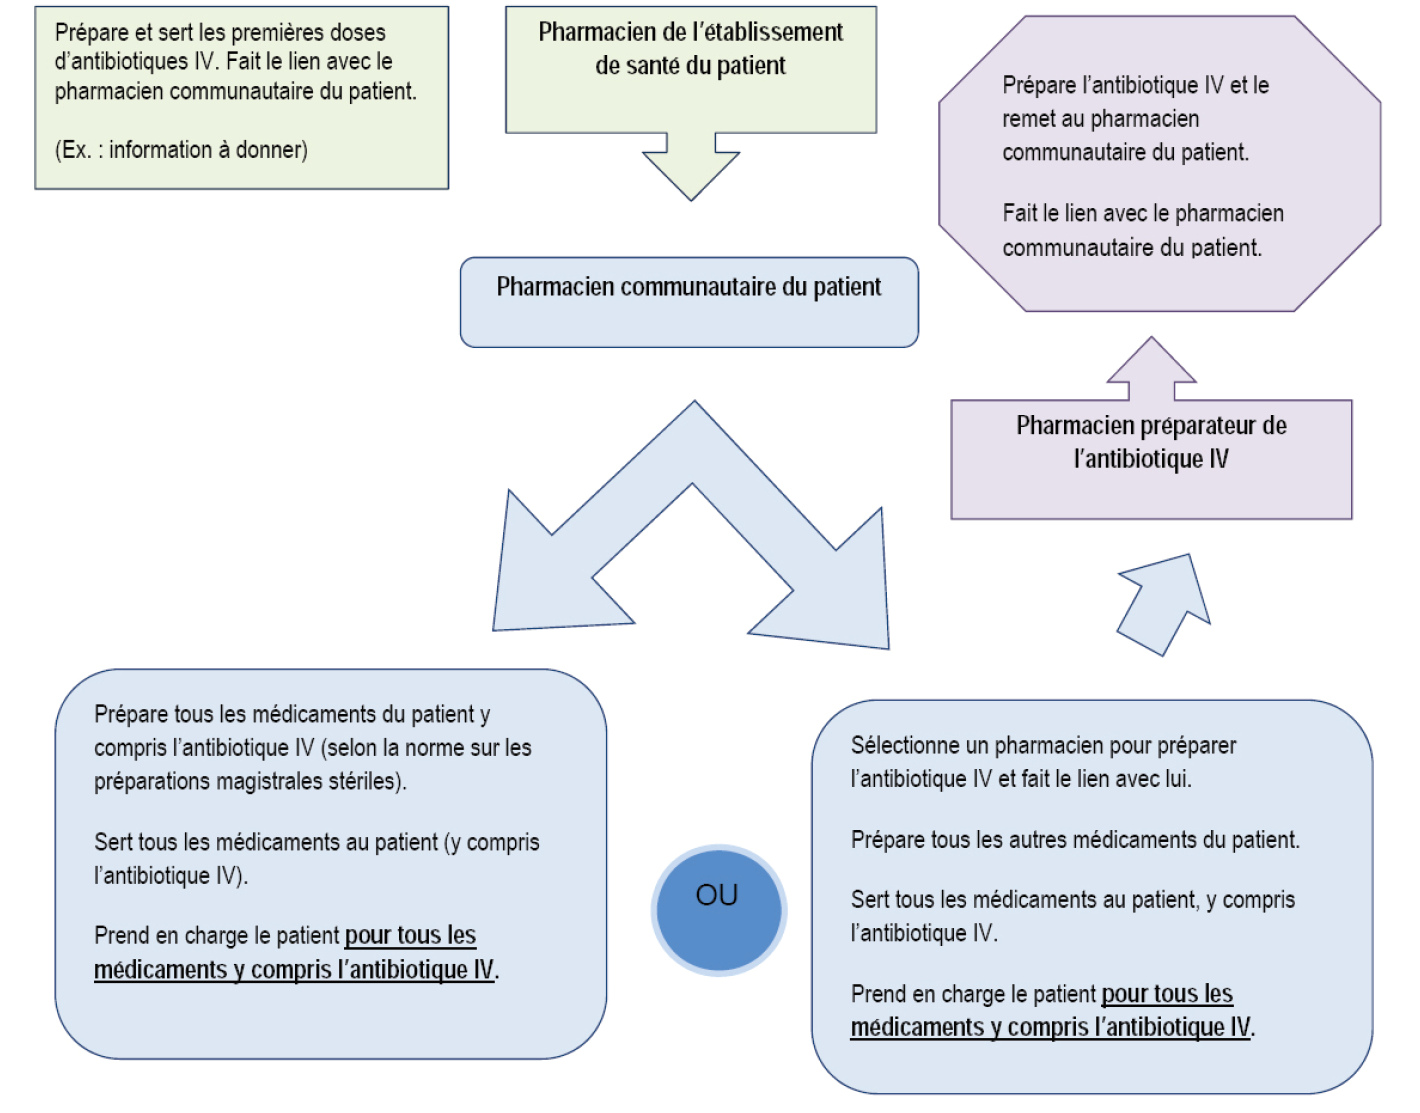 Prépare et sert les premières doses
d’antibiotiques IV. Fait le lien avec le
pharmacien communautaire du patient.
(Ex. : information à donner)
Pharmacien de l’établissement
de santé du patient
Prépare l’antibiotique IV et le
remet au pharmacien
communautaire du patient.
Fait le lien avec le pharmacien
communautaire du patient.
Pharmacien communautaire du patient
Pharmacien préparateur de
l’antibiotique IV
Prépare tous les médicaments du patient y
compris l’antibiotique IV (selon la norme sur les
préparations magistrales stériles).
Sert tous les médicaments au patient (y compris
l’antibiotique IV).
Prend en charge le patient pour tous les
médicaments y compris l’antibiotique IV.
OU
Sélectionne un pharmacien pour préparer
l’antibiotique IV et fait le lien avec lui.
Prépare tous les autres médicaments du patient.
Sert tous les médicaments au patient, y compris
l’antibiotique IV.
Prend en charge le patient pour tous les
médicaments y compris l’antibiotique IV.